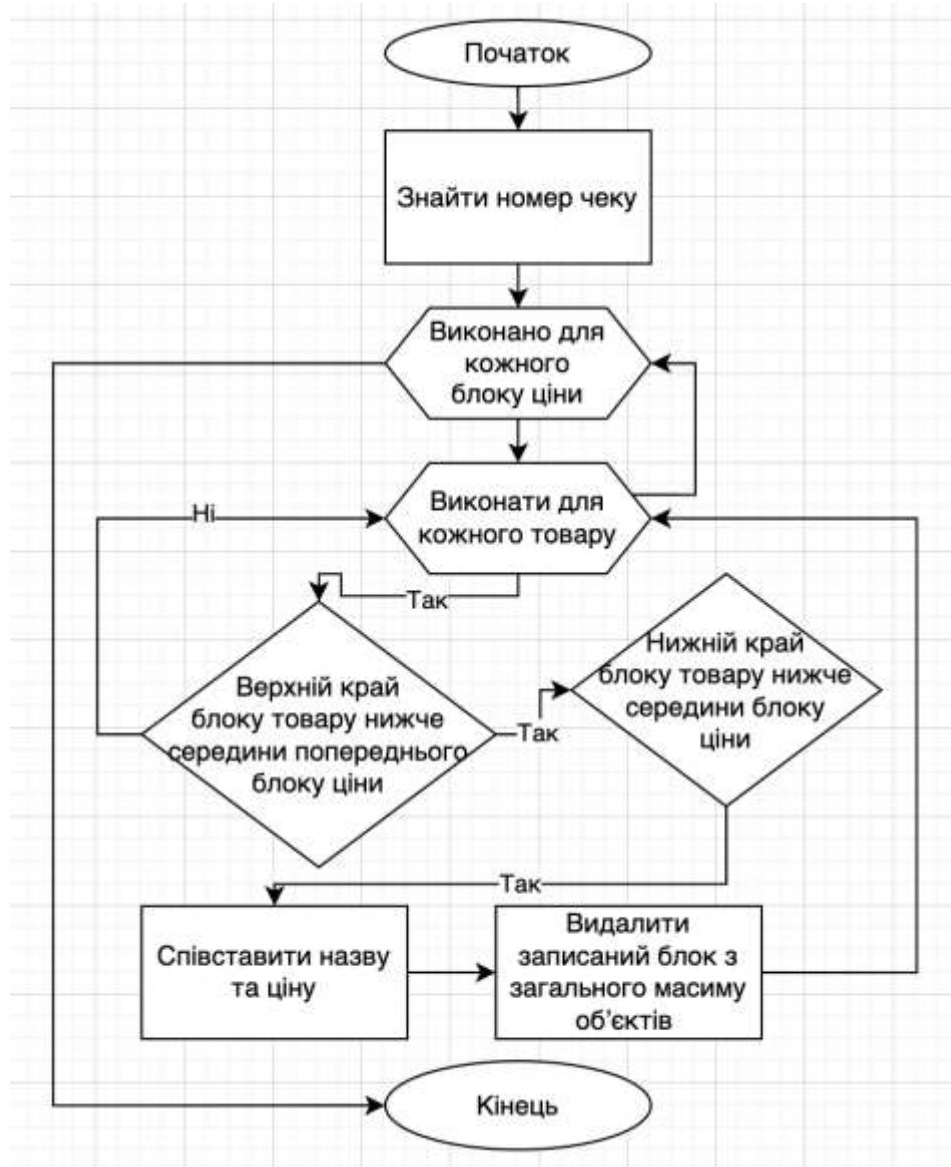 Початок
Знайти номер чеку
Виконано для
кожного
блоку ціни
Виконати для
кожного товару
Ні
Так
Верхній край
блоку товару нижче
середини попереднього
блоку ціни
Так
Нижній край
блоку товару нижче
середини блоку
ціни
Так
Співставити назву
та ціну
Видалити
записаний блок з
загального масиму
об’єктів
Кінець